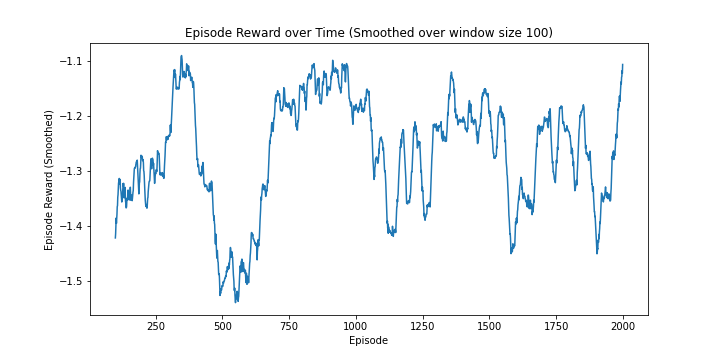 Episode Reward over Time (Smoothed over window size 100)
Episode Reward (Smoothed)
−1.1
−1.2
−1.3
−1.4
−1.5
250 500 750 1000 1250 1500 1750 2000
Episode